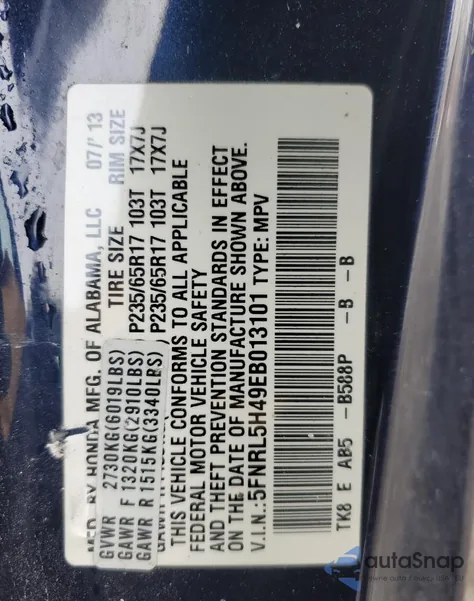 MFD BY HONDA MFG. OF ALABAMA, LLC 07/'13
GVWR 2730KG(6019LBS) TIRE SIZE RIM SIZE
GAWR F 1320KG(2910LBS) P235/65R17 103T 17X7J
GAWR R 1515KG(3340LBS) P235/65R17 103T 17X7J
THIS VEHICLE CONFORMS TO ALL APPLICABLE
FEDERAL MOTOR VEHICLE SAFETY
AND THEFT PREVENTION STANDARDS IN EFFECT
ON THE DATE OF MANUFACTURE SHOWN ABOVE.
V.I.N.:5FNRL5H49EB013101 TYPE: MPV
TK8 E AB5 -B588P -B -B
autoSnap